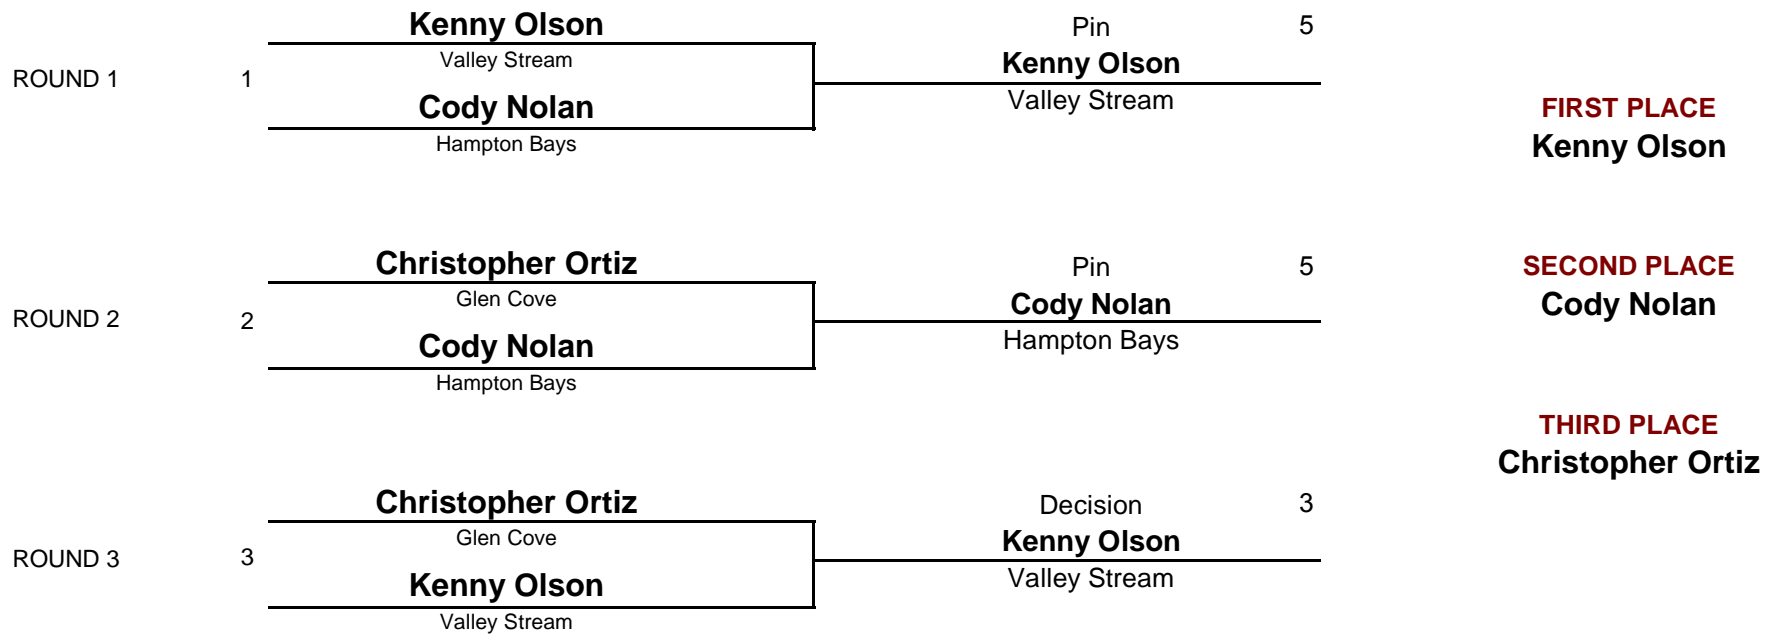 Kenny Olson
Pin 5
Valley Stream
Kenny Olson
ROUND 1 1
Cody Nolan
Valley Stream
Hampton Bays
FIRST PLACE
Kenny Olson
Christopher Ortiz
Pin 5
Glen Cove
Cody Nolan
ROUND 2 2
Cody Nolan
Hampton Bays
Hampton Bays
SECOND PLACE
Cody Nolan
THIRD PLACE
Christopher Ortiz
Christopher Ortiz
Decision 3
Glen Cove
Kenny Olson
ROUND 3 3
Kenny Olson
Valley Stream
Valley Stream